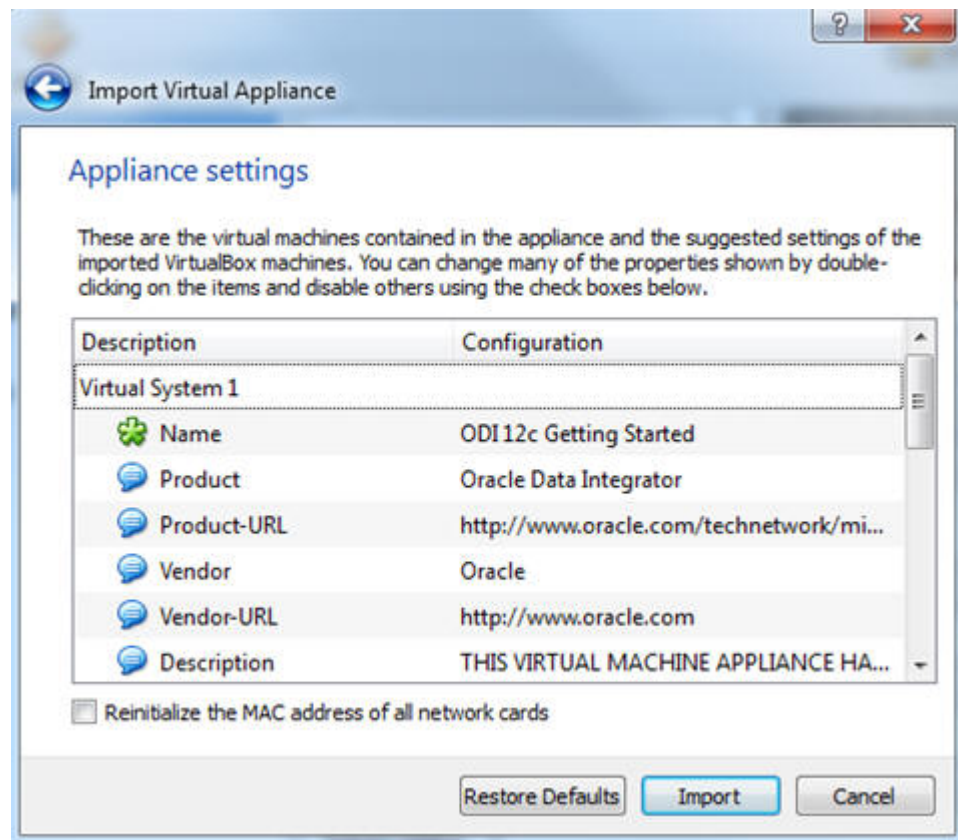 Import Virtual Appliance
Appliance settings
These are the virtual machines contained in the appliance and the suggested settings of the
imported VirtualBox machines. You can change many of the properties shown by double-
clicking on the items and disable others using the check boxes below.
Description Configuration
Virtual System 1
Name ODI 12c Getting Started
Product Oracle Data Integrator
Product-URL http://www.oracle.com/technetwork/mi...
Vendor Oracle
Vendor-URL http://www.oracle.com
Description THIS VIRTUAL MACHINE APPLIANCE HA...
Reinitialize the MAC address of all network cards
Restore Defaults Import Cancel